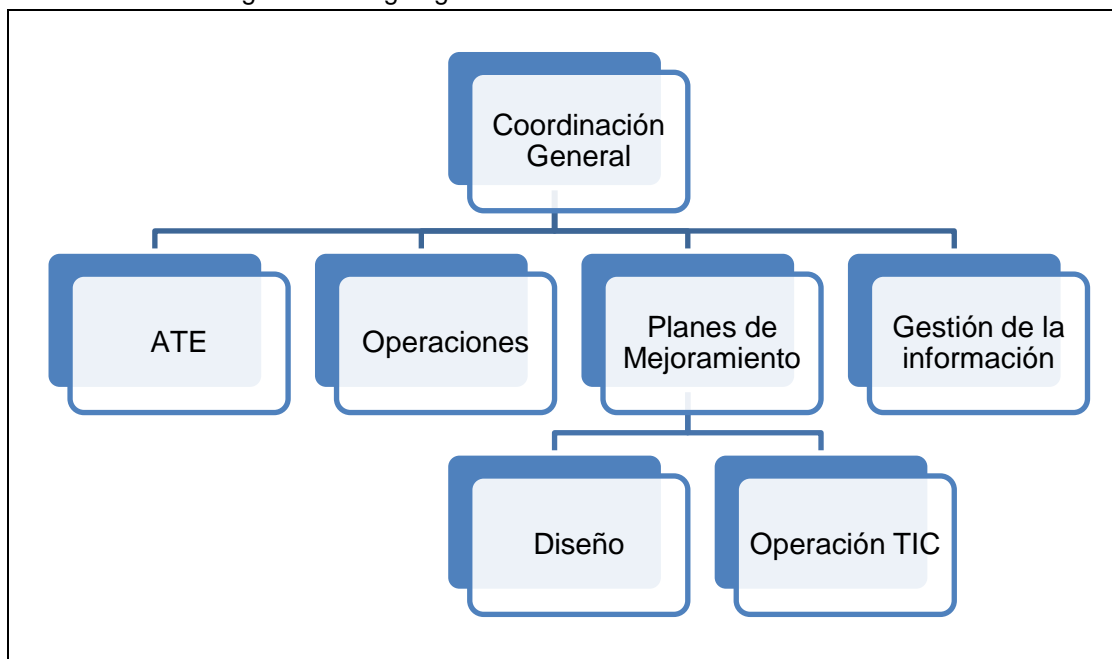 Coordinación
General
ATE
Operaciones
Planes de
Mejoramiento
Gestión de la
información
Diseño
Operación TIC